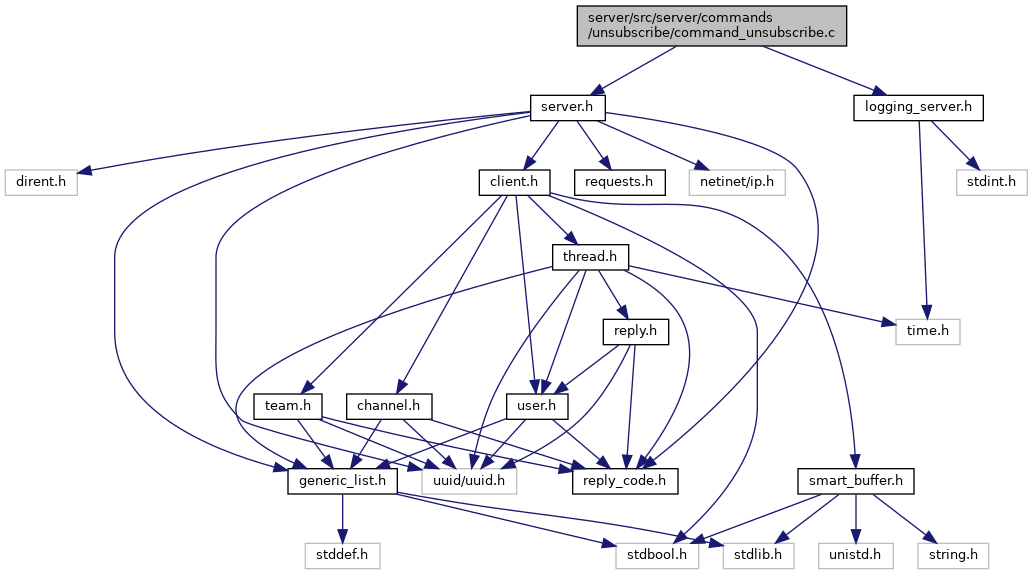 server/src/server/commands
/unsubscribe/command_unsubscribe.c
server.h
logging_server.h
dirent.h
client.h
requests.h
netinet/ip.h
stdint.h
thread.h
reply.h
time.h
team.h
channel.h
user.h
generic_list.h
uuid/uuid.h
reply_code.h
smart_buffer.h
stddef.h
stdbool.h
stdlib.h
unistd.h
string.h